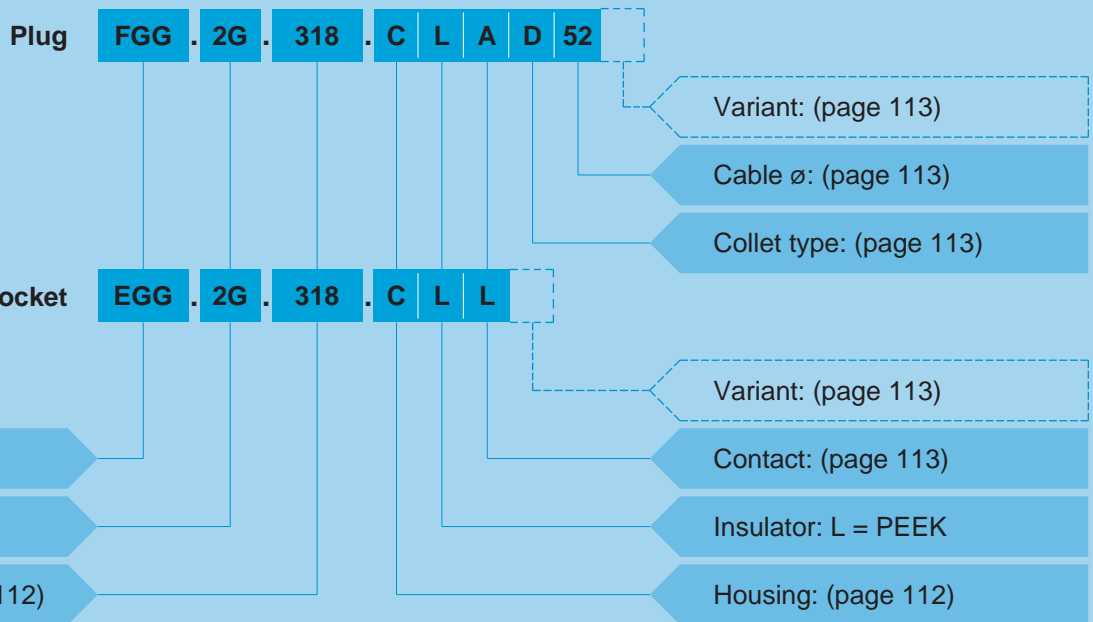 Plug FGG . 2G . 318 . C L A D 52
Variant: (page 113)
Cable ø: (page 113)
Collet type: (page 113)
ocket EGG . 2G . 318 . C L L
Variant: (page 113)
Contact: (page 113)
Insulator: L = PEEK
112) Housing: (page 112)